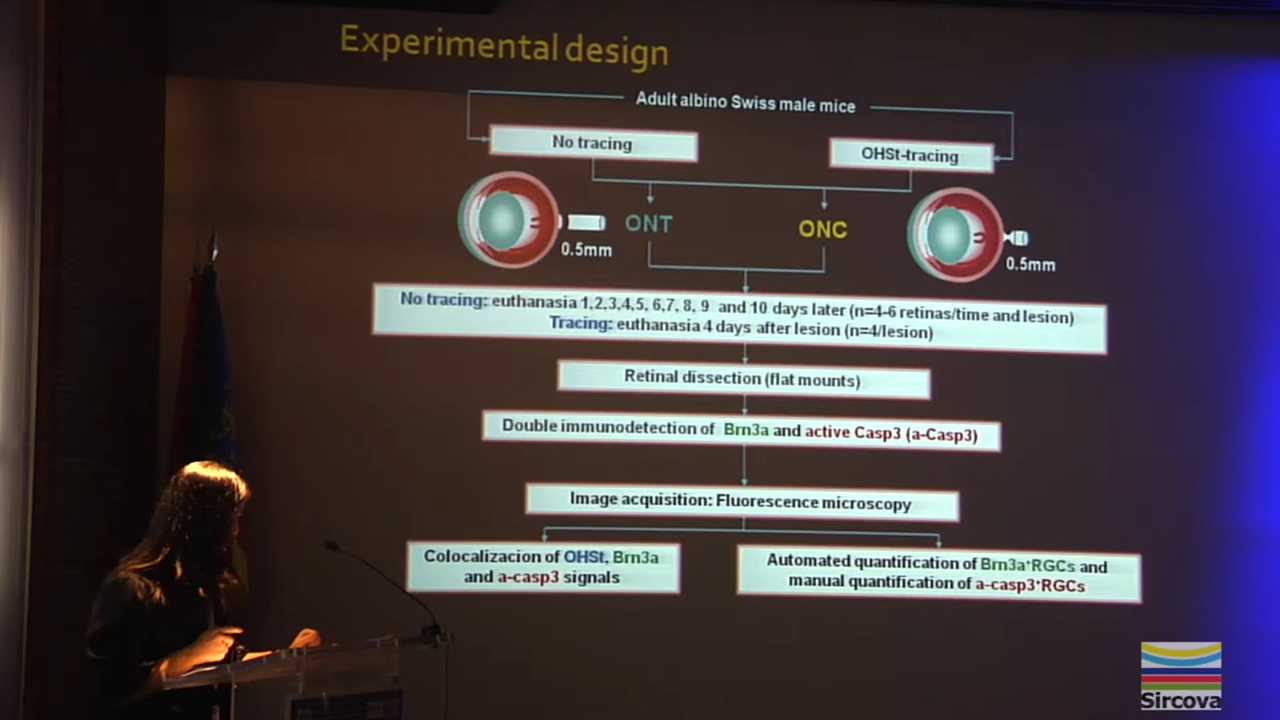 Experimental design
Adult albino Swiss male mice
No tracing
OHSt-tracing
ONT
ONC
0.5mm
0.5mm
No tracing: euthanasia 1,2,3,4,5, 6,7, 8, 9 and 10 days later (n=4-6 retinas/time and lesion)
Tracing: euthanasia 4 days after lesion (n=4/lesion)
Retinal dissection (flat mounts)
Double immunodetection of Brn3a and active Casp3 (a-Casp3)
Image acquisition: Fluorescence microscopy
Colocalizacion of OHSt, Brn3a
and a-casp3 signals
Automated quantification of Brn3a⁺RGCs and
manual quantification of a-casp3⁺RGCs
Sircova